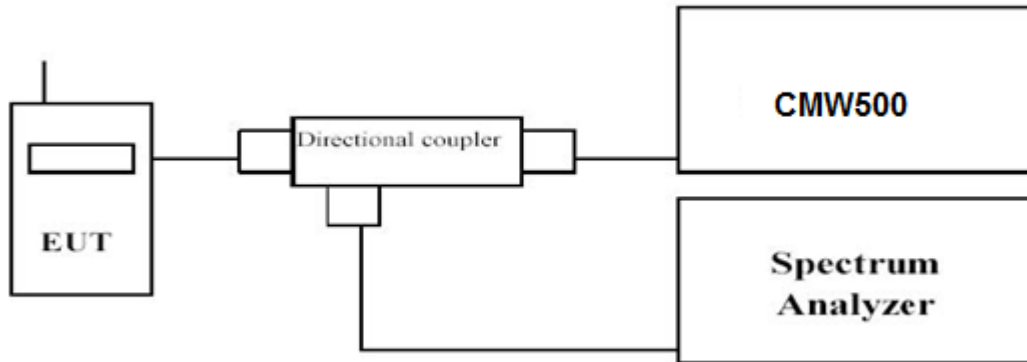 EUT
Directional coupler
CMW500
Spectrum
Analyzer